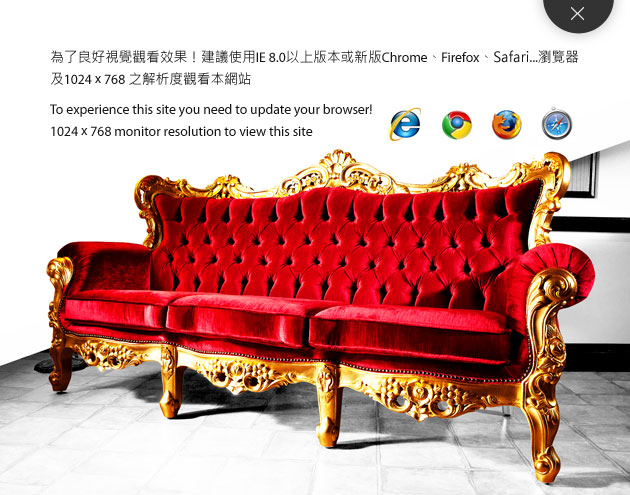 為了良好視覺觀看效果！建議使用IE 8.0以上版本或新版Chrome、Firefox、Safari...瀏覽器
及1024 x 768 之解析度觀看本網站
To experience this site you need to update your browser!
1024 x 768 monitor resolution to view this site